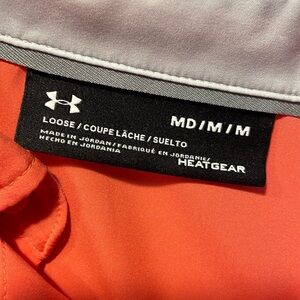 MD/M/M
LOOSE/COUPE LÂCHE/SUELTO
MADE IN JORDAN/FABRIQUÉ EN JORDANIE/
HECHO EN JORDANIA
HEATGEAR